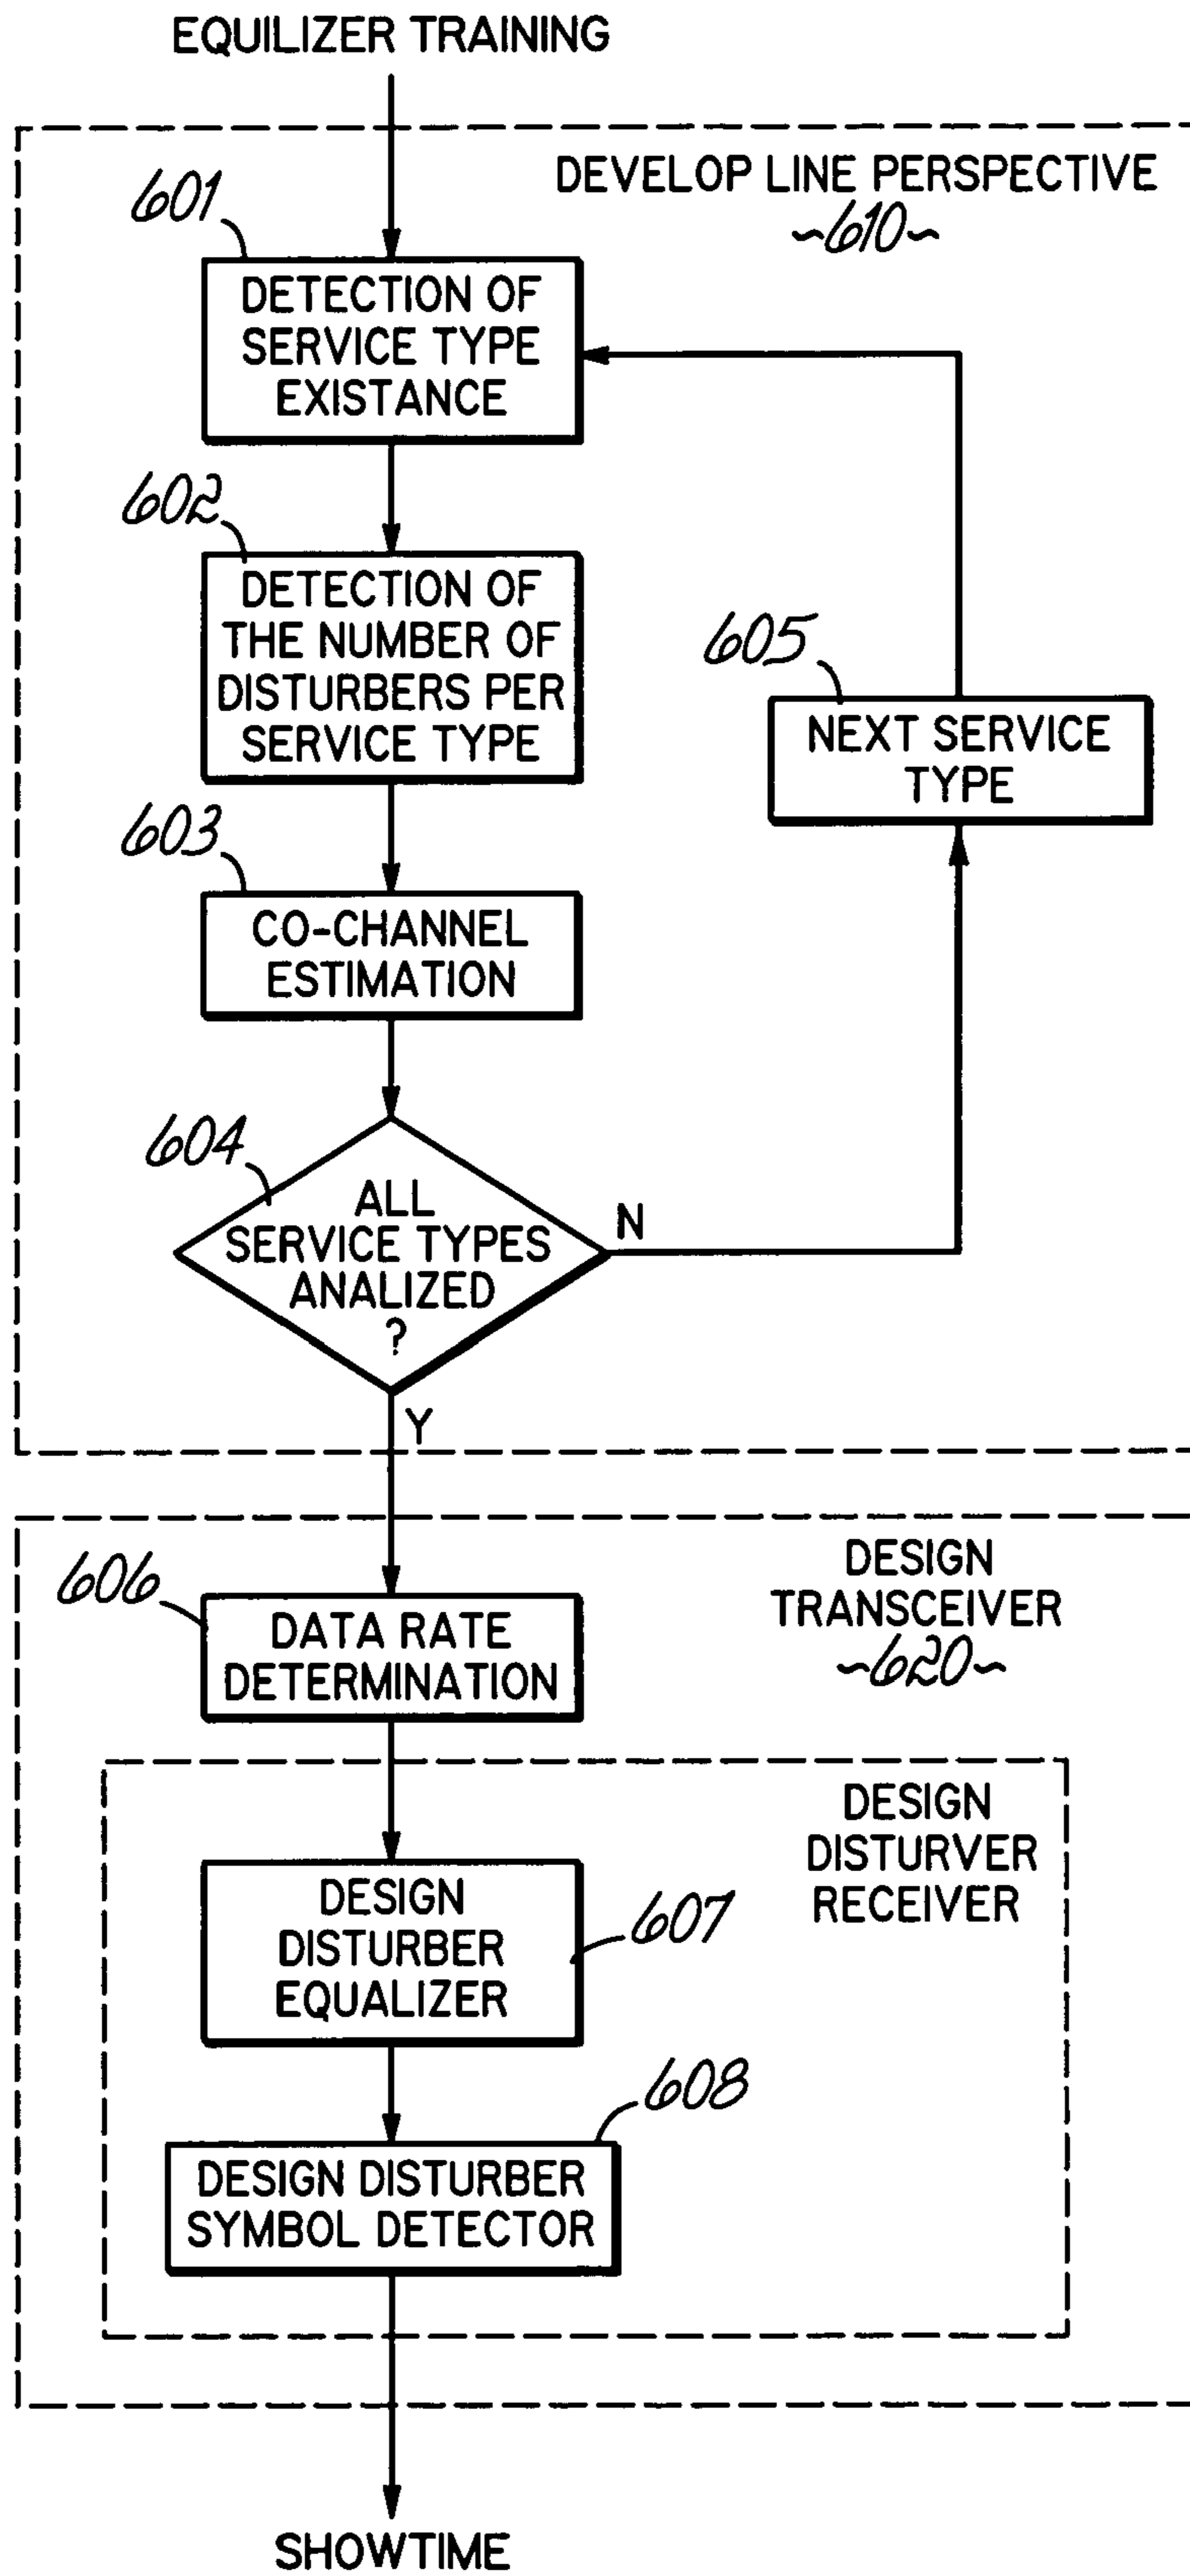 EQUILIZER TRAINING
DEVELOP LINE PERSPECTIVE
~610~
601
DETECTION OF
SERVICE TYPE
EXISTANCE
602
DETECTION OF
THE NUMBER OF
DISTURBERS PER
SERVICE TYPE
605
NEXT SERVICE
TYPE
603
CO-CHANNEL
ESTIMATION
604
ALL
SERVICE TYPES
ANALIZED
?
N
Y
606
DATA RATE
DETERMINATION
DESIGN
TRANSCEIVER
~620~
DESIGN
DISTURVER
RECEIVER
DESIGN
DISTURBER
EQUALIZER
607
608
DESIGN DISTURBER
SYMBOL DETECTOR
SHOWTIME